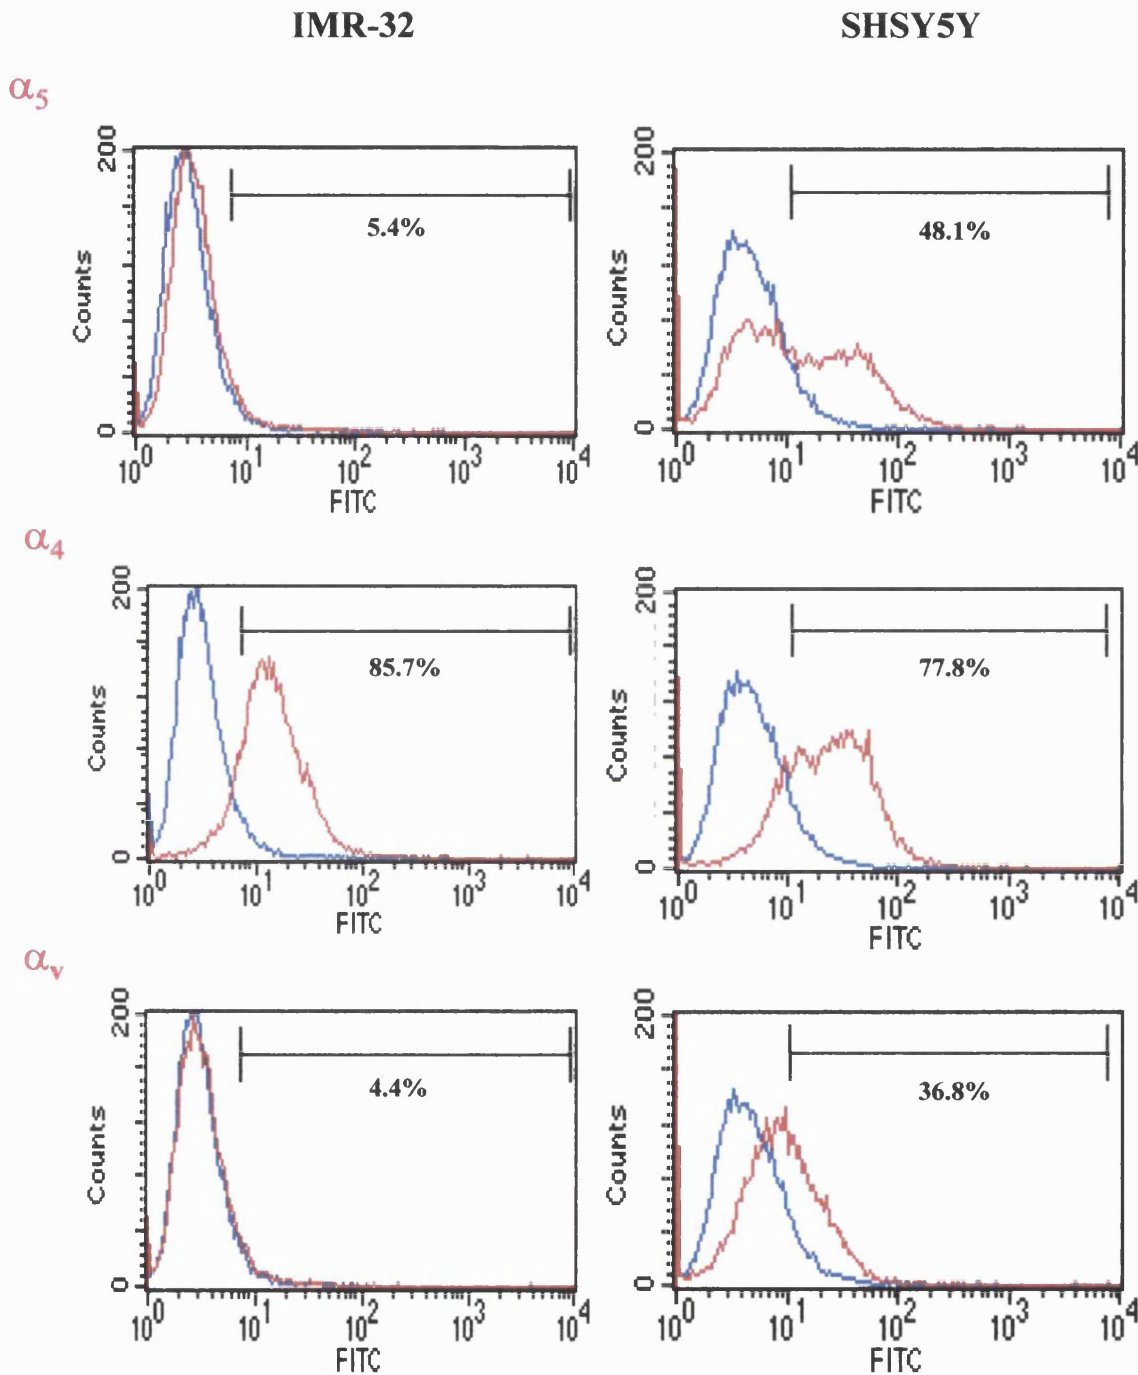 IMR-32 SHSY5Y
α5
200 200
5.4% 48.1%
Counts Counts
0 0
10^0 10^1 10^2 10^3 10^4 10^0 10^1 10^2 10^3 10^4
FITC FITC
α4
200 200
85.7% 77.8%
Counts Counts
0 0
10^0 10^1 10^2 10^3 10^4 10^0 10^1 10^2 10^3 10^4
FITC FITC
αv
200 200
4.4% 36.8%
Counts Counts
0 0
10^0 10^1 10^2 10^3 10^4 10^0 10^1 10^2 10^3 10^4
FITC FITC